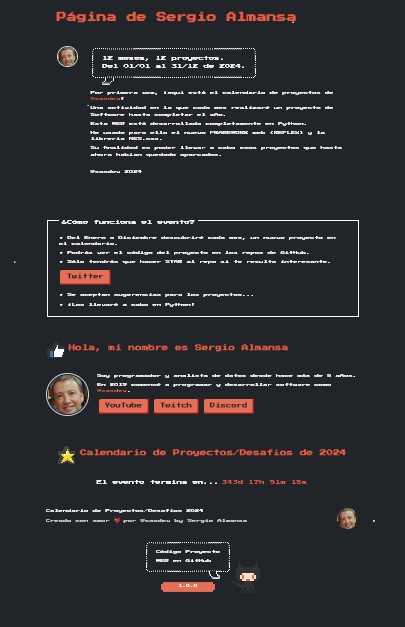 Página de Sergio Almansa
12 meses, 12 proyectos.
Del 01/01 al 31/12 de 2024.
Por primera vez, ¡aquí está el calendario de proyectos de
Una actividad en la que cada mes realizaré un proyecto de
Software hasta completar el año.
Esta WEB está desarrollada completamente en Python.
He usado para ello el nuevo FRAMEWORK web (REFLEX) y la
librería NES.css.
Su finalidad es poder llevar a cabo esos proyectos que hasta
ahora habían quedado aparcados.
2024
¿Cómo funciona el evento?
Del Enero a Diciembre descubriré cada mes, un nuevo proyecto en
el calendario.
Podrás ver el código del proyecto en los repos de GitHub.
Sólo tendrás que hacer STAR al repo si te resulta interesante.
Twitter
Se aceptan sugerencias para los proyectos...
¡Los llevaré a cabo en Python!
Hola, mi nombre es Sergio Almansa
Soy programador y analista de datos desde hace más de 5 años.
En 2019 comencé a programar y desarrollar software como
YouTube Twitch Discord
Calendario de Proyectos/Desafíos de 2024
El evento termina en... 343d 17h 51m 15s
Calendario de Proyectos/Desafíos 2024
Creado con amor por by Sergio Almansa
Código Proyecto
WEB en GitHub
1.0.0